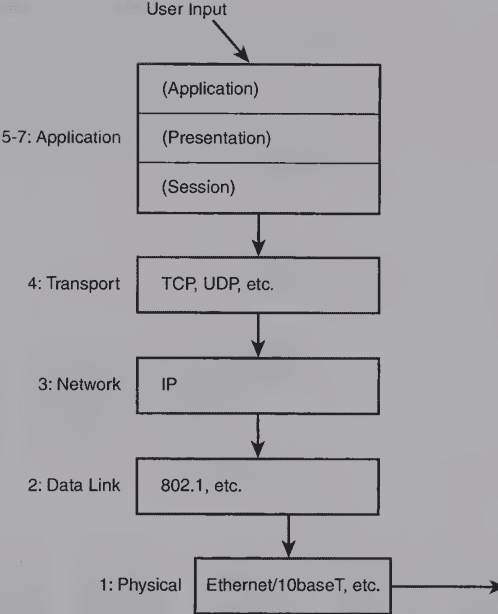 User Input
(Application)
5-7: Application
(Presentation)
(Session)
4: Transport
TCP, UDP, etc.
3: Network
IP
2: Data Link
802.1, etc.
1: Physical
Ethernet/10baseT, etc.